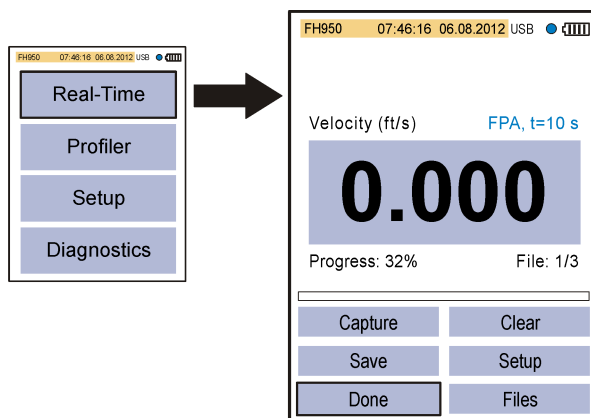 FH950 07:46:16 06.08.2012 USB
Real-Time
Profiler
Setup
Diagnostics
FH950 07:46:16 06.08.2012 USB
Velocity (ft/s) FPA, t=10 s
0.000
Progress: 32% File: 1/3
Capture Clear
Save Setup
Done Files